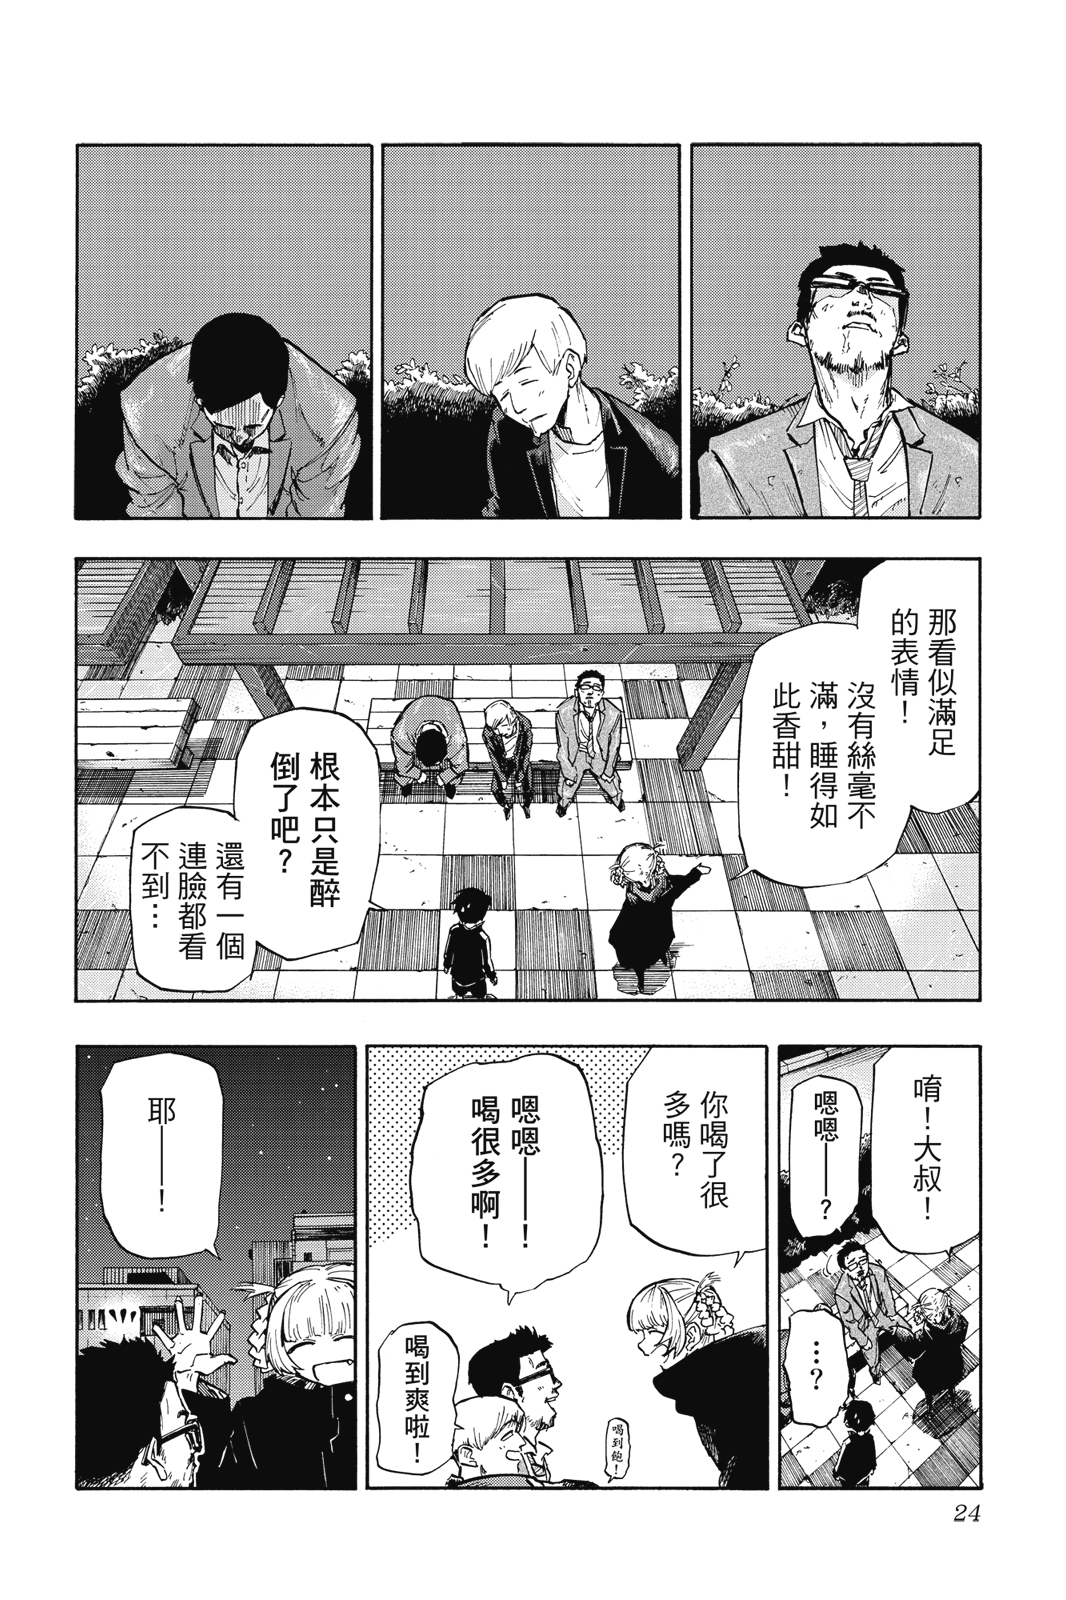 那看似滿足
的表情！
沒有絲毫不
滿，睡得如
此香甜！
根本只是醉
倒了吧？
還有一個
連臉都看
不到…
唷！大叔！
嗯嗯——？
…？
你喝了很
多嗎？
嗯嗯——！
喝很多啊！
喝到飽！
喝到爽啦！
耶——！
24